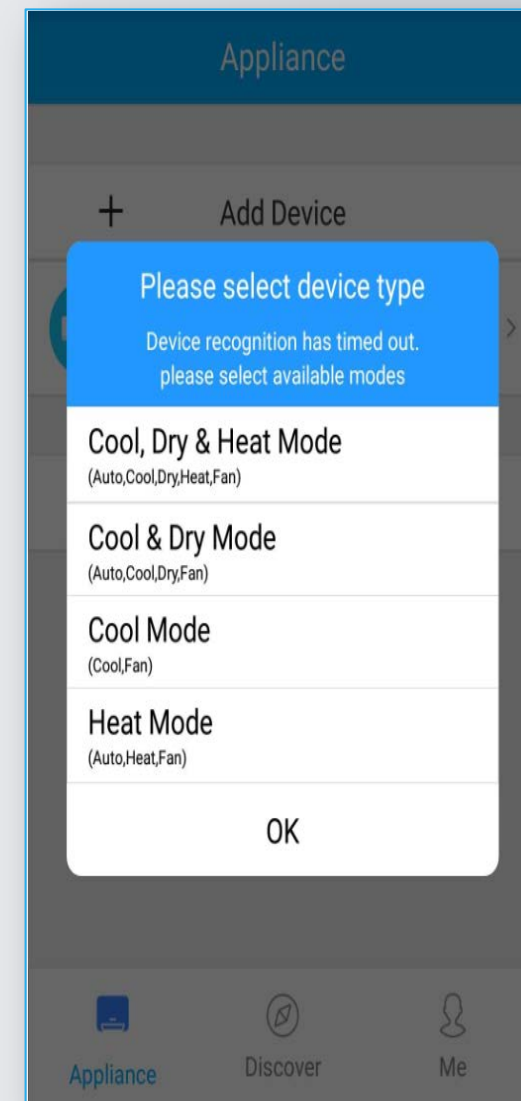 Appliance
+ Add Device
Please select device type
Device recognition has timed out.
please select available modes
Cool, Dry & Heat Mode
(Auto,Cool,Dry,Heat,Fan)
Cool & Dry Mode
(Auto,Cool,Dry,Fan)
Cool Mode
(Cool,Fan)
Heat Mode
(Auto,Heat,Fan)
OK
Appliance
Discover
Me